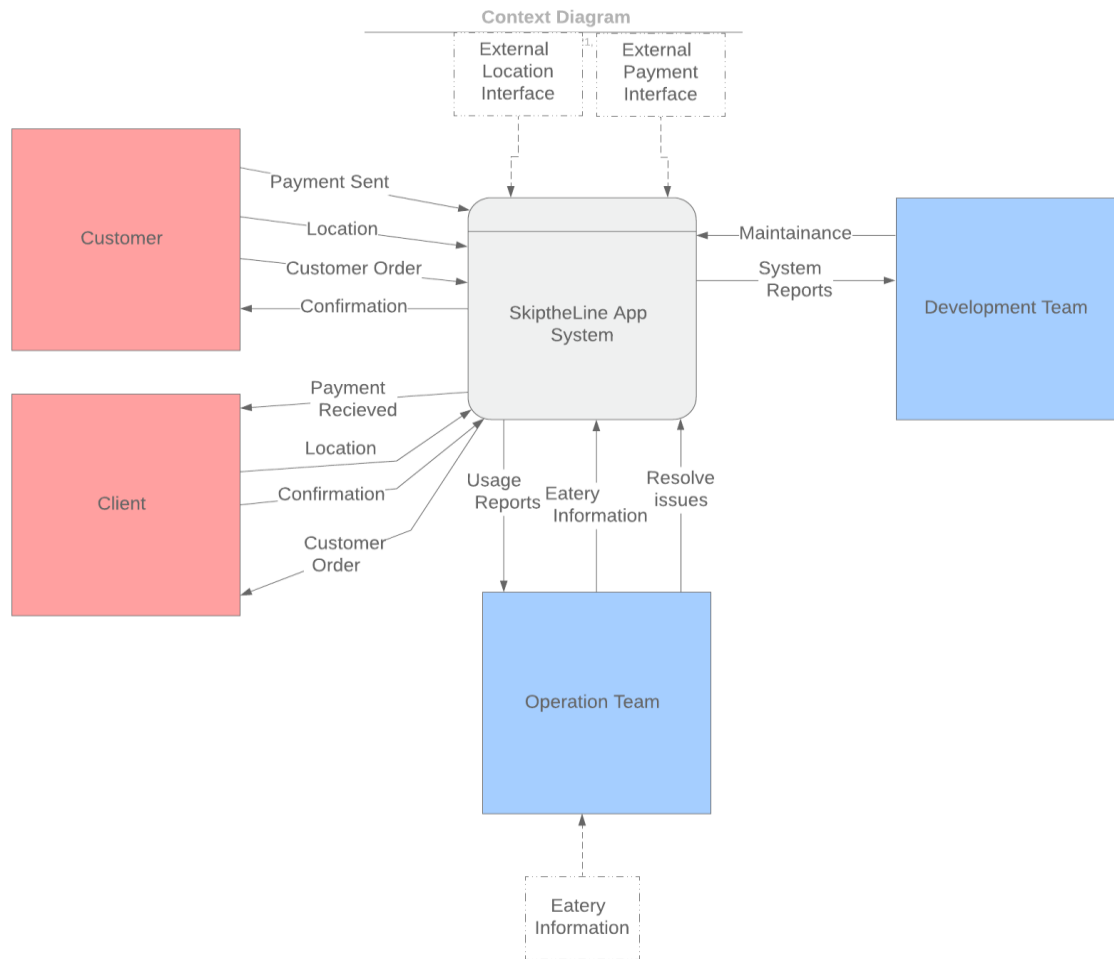 Context Diagram
External
Location
Interface
External
Payment
Interface
Customer
Payment Sent
Location
Customer Order
Confirmation
SkiptheLine App
System
Maintainance
System
Reports
Development Team
Payment
Recieved
Location
Confirmation
Customer
Order
Client
Usage
Reports
Eatery
Information
Resolve
issues
Operation Team
Eatery
Information